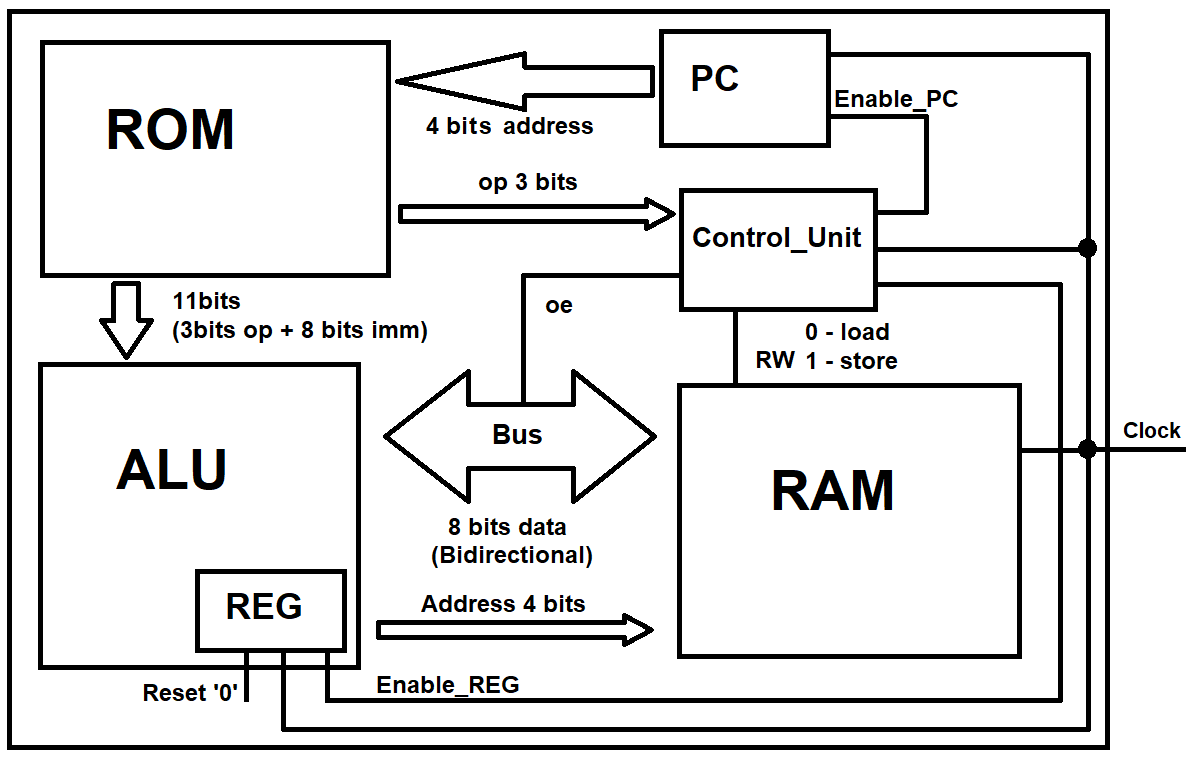 ROM
PC
Enable_PC
4 bits address
op 3 bits
Control_Unit
11bits
(3bits op + 8 bits imm)
oe
0 - load
RW 1 - store
ALU
Bus
RAM
Clock
8 bits data
(Bidirectional)
REG
Address 4 bits
Reset '0'
Enable_REG